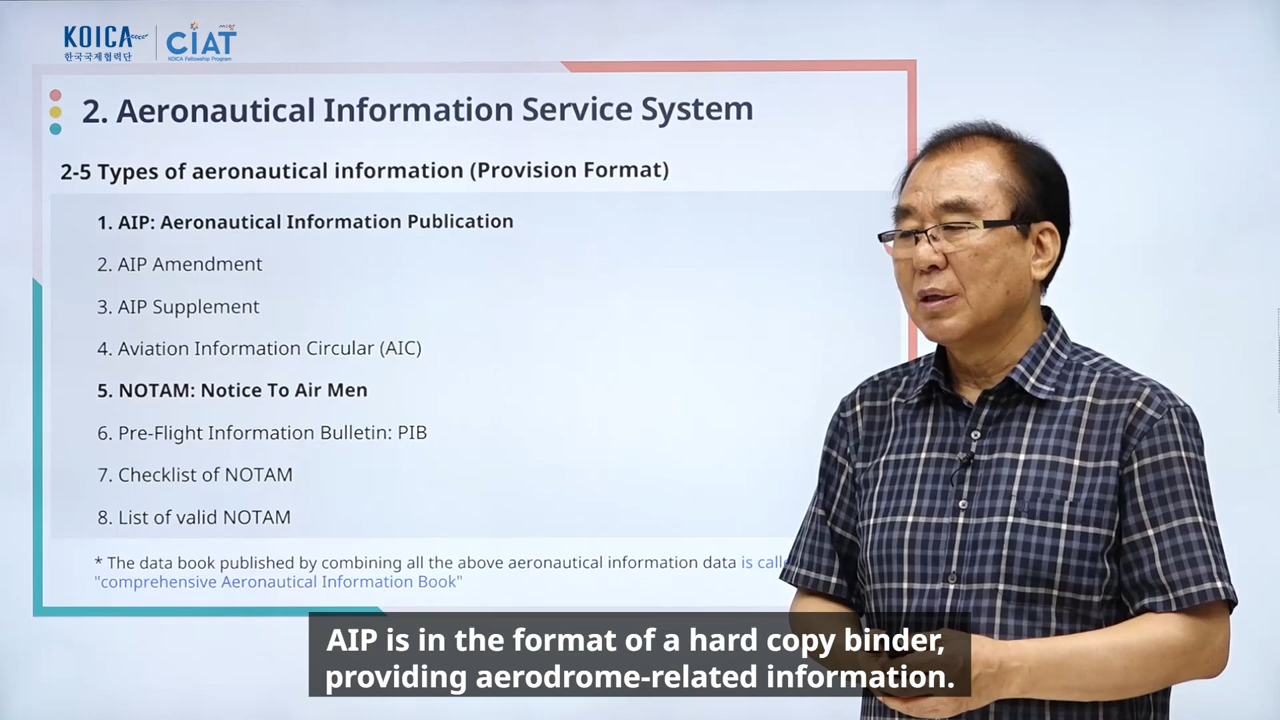 KOICA
한국국제협력단
CIAT
KOICA Fellowship Program
2. Aeronautical Information Service System
2-5 Types of aeronautical information (Provision Format)
1. AIP: Aeronautical Information Publication
2. AIP Amendment
3. AIP Supplement
4. Aviation Information Circular (AIC)
5. NOTAM: Notice To Air Men
6. Pre-Flight Information Bulletin: PIB
7. Checklist of NOTAM
8. List of valid NOTAM
* The data book published by combining all the above aeronautical information data is
"comprehensive Aeronautical Information Book"
AIP is in the format of a hard copy binder,
providing aerodrome-related information.